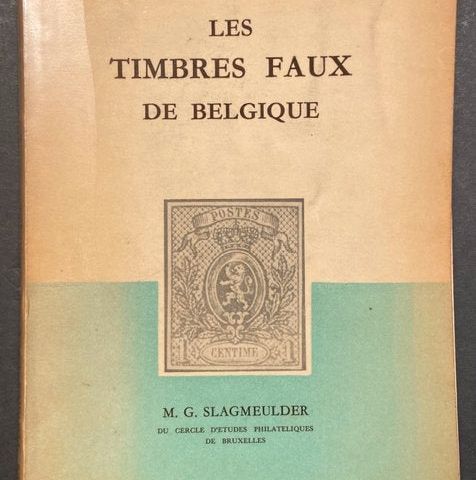 LES
TIMBRES FAUX
DE BELGIQUE
POSTES
1 CENTIME 1
M. G. SLAGMEULDER
DU CERCLE D'ETUDES PHILATELIQUES
DE BRUXELLES